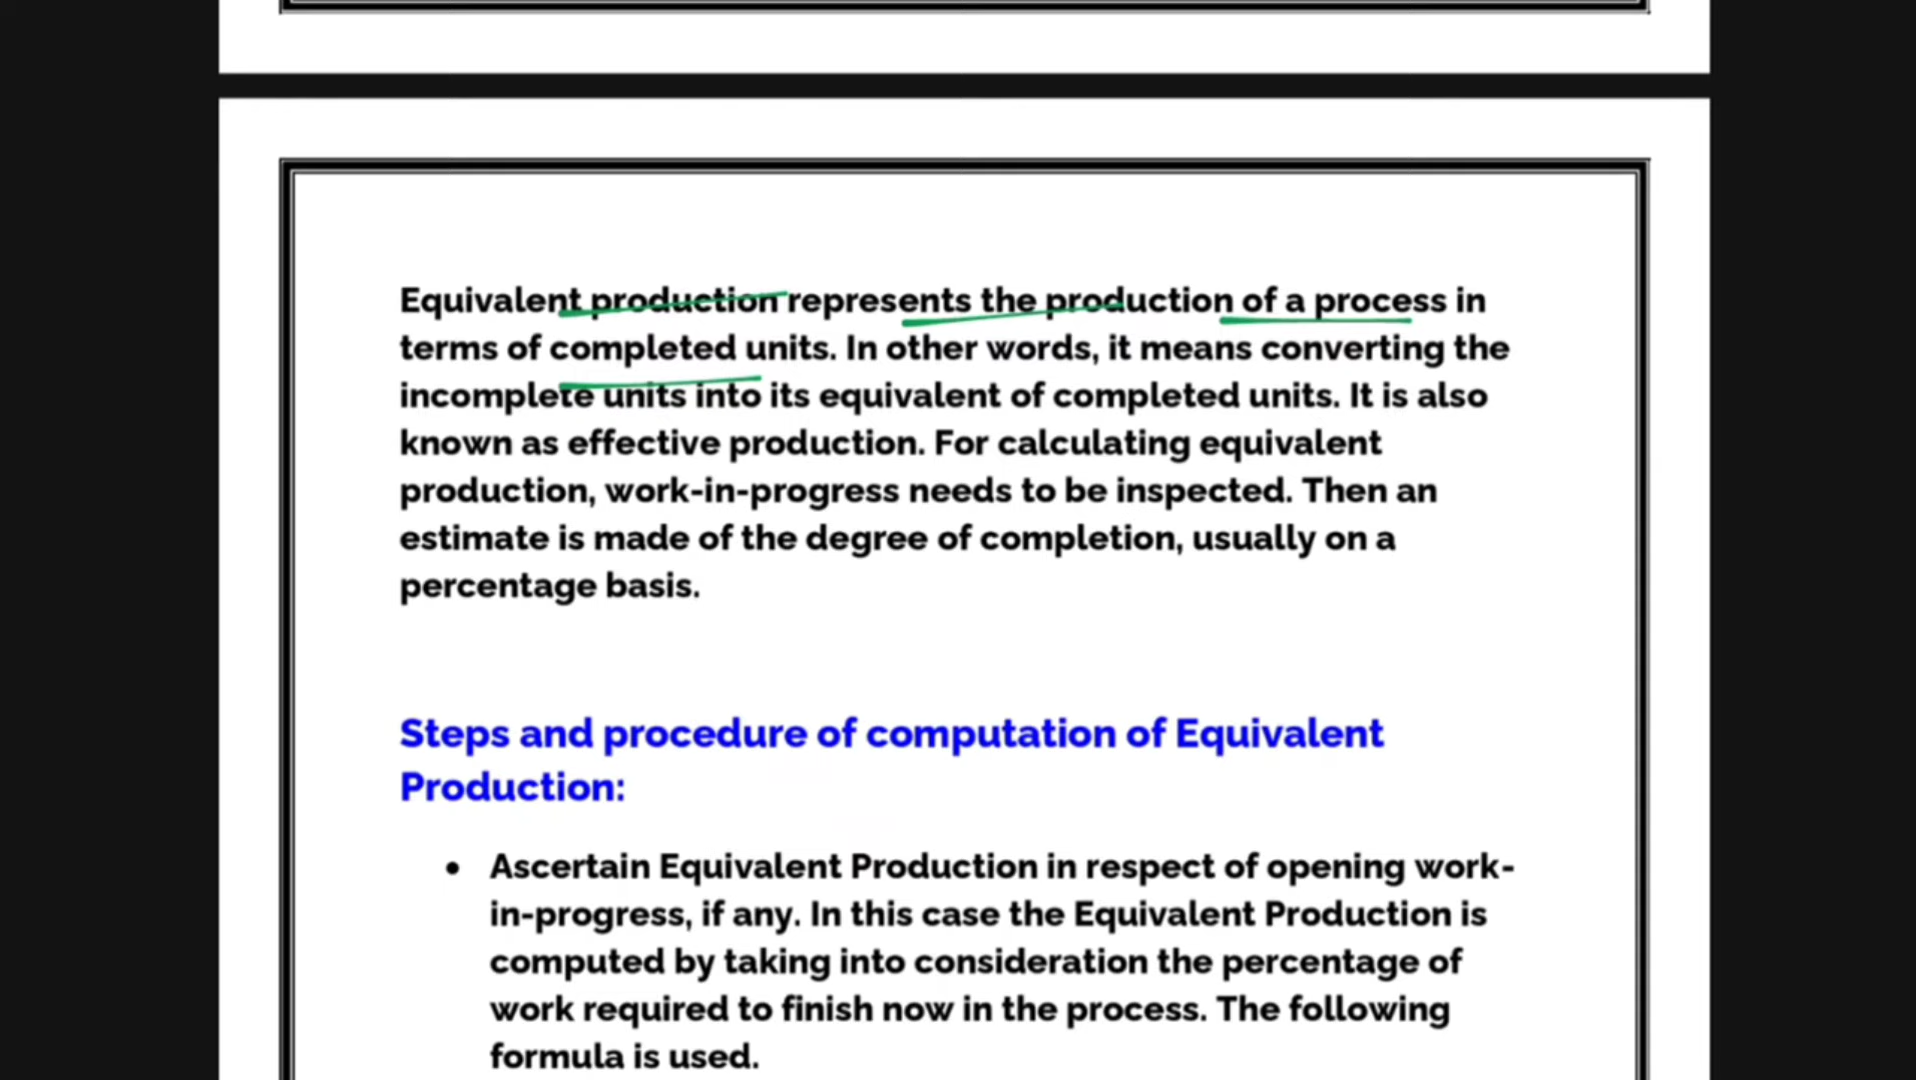 Equivalent production represents the production of a process in
terms of completed units. In other words, it means converting the
incomplete units into its equivalent of completed units. It is also
known as effective production. For calculating equivalent
production, work-in-progress needs to be inspected. Then an
estimate is made of the degree of completion, usually on a
percentage basis.
Steps and procedure of computation of Equivalent
Production:
• Ascertain Equivalent Production in respect of opening work-
in-progress, if any. In this case the Equivalent Production is
computed by taking into consideration the percentage of
work required to finish now in the process. The following
formula is used.